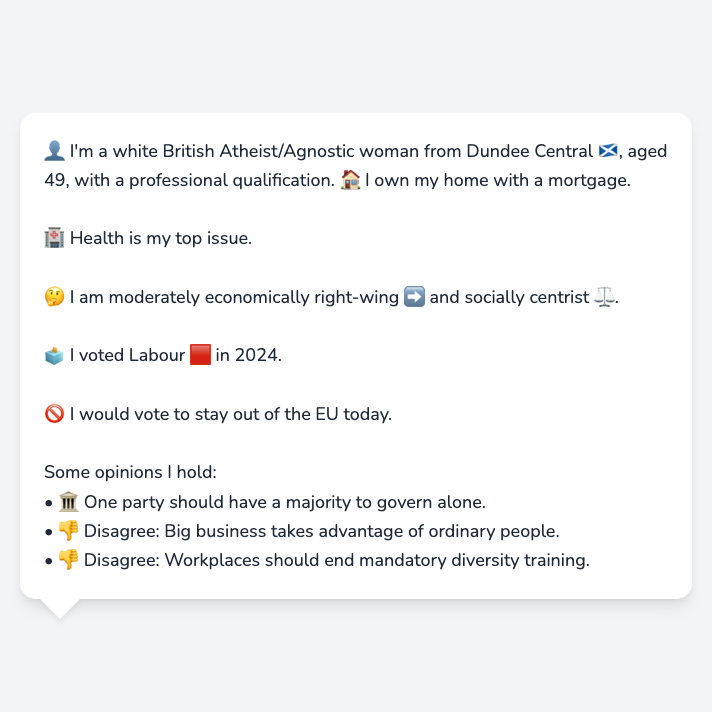 👤 I'm a white British Atheist/Agnostic woman from Dundee Central 🏴󠁧󠁢󠁳󠁣󠁴󠁿, aged
49, with a professional qualification. 🏠 I own my home with a mortgage.
🏥 Health is my top issue.
🤔 I am moderately economically right-wing ➡️ and socially centrist ⚖️.
🗳️ I voted Labour 🟥 in 2024.
🚫 I would vote to stay out of the EU today.
Some opinions I hold:
• 🏛️ One party should have a majority to govern alone.
• 👎 Disagree: Big business takes advantage of ordinary people.
• 👎 Disagree: Workplaces should end mandatory diversity training.